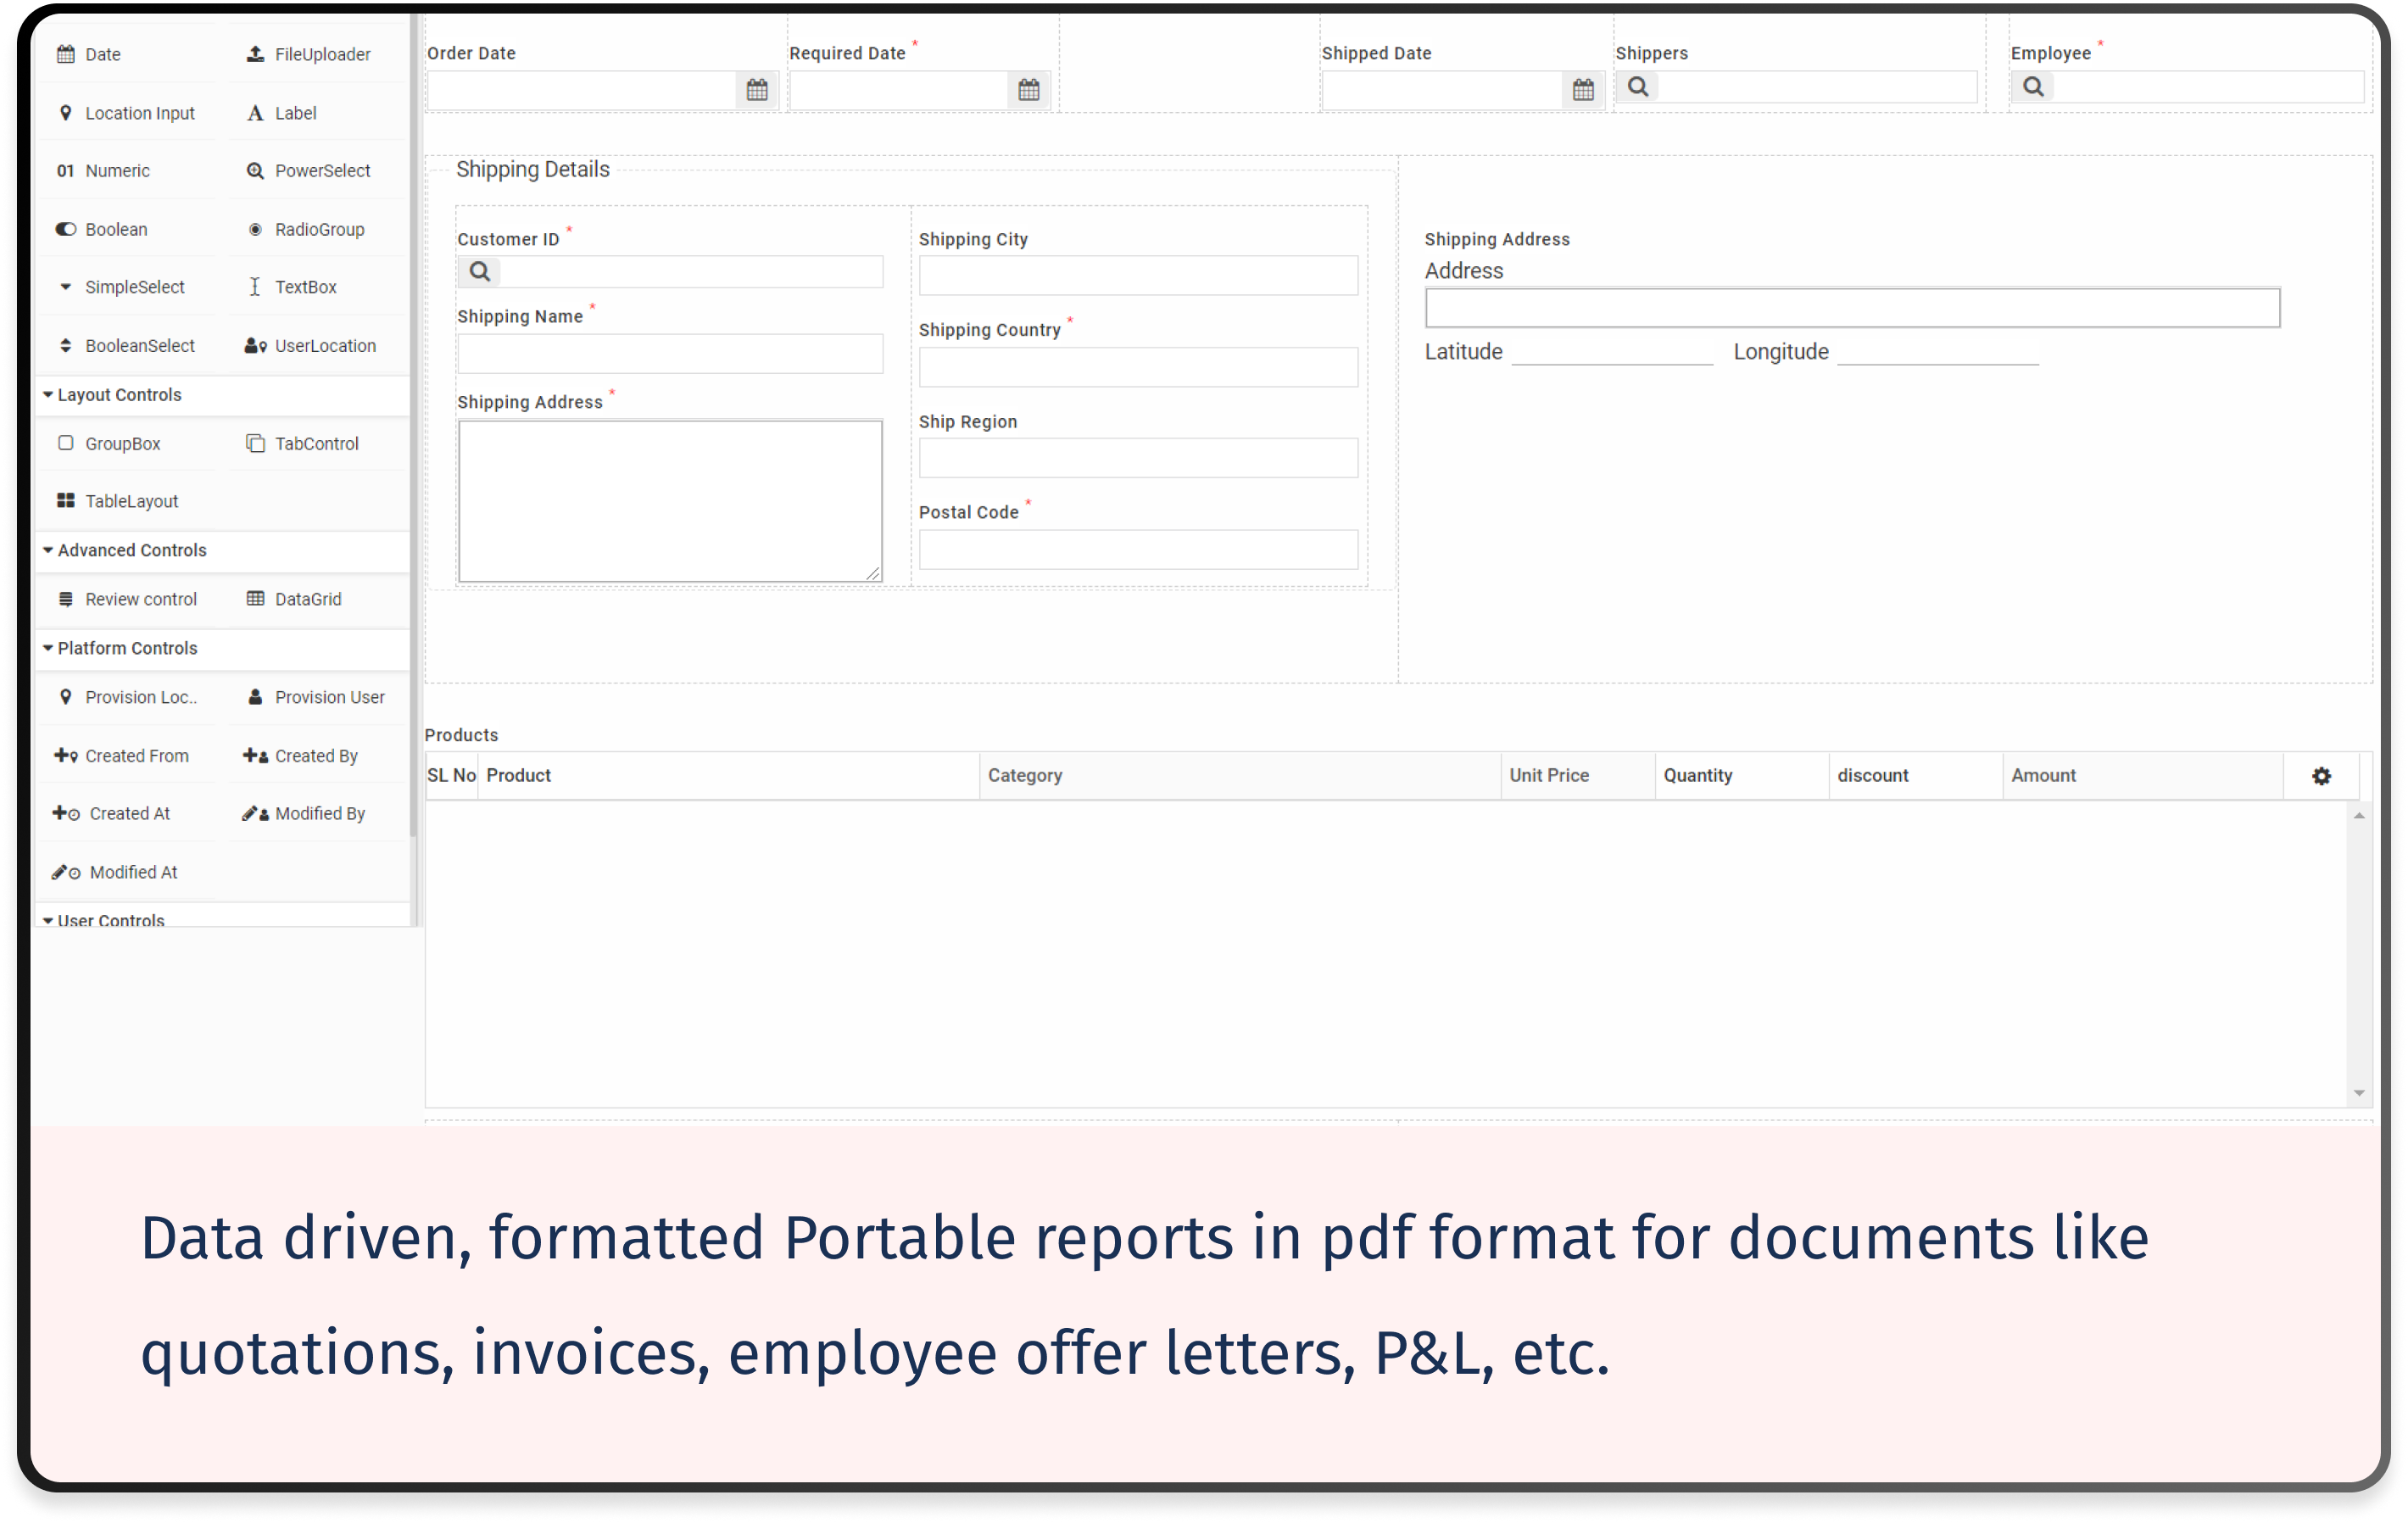 Date FileUploader
Location Input Label
01 Numeric PowerSelect
Boolean RadioGroup
SimpleSelect TextBox
BooleanSelect UserLocation
Layout Controls
GroupBox TabControl
TableLayout
Advanced Controls
Review control DataGrid
Platform Controls
Provision Loc.. Provision User
Created From Created By
Created At Modified By
Modified At
User Controls
Order Date Required Date * Shipped Date Shippers Employee *
Shipping Details
Customer ID *
Shipping Name *
Shipping Address *
Shipping City
Shipping Country *
Ship Region
Postal Code *
Shipping Address
Address
Latitude Longitude
Products
SL No Product Category Unit Price Quantity discount Amount
Data driven, formatted Portable reports in pdf format for documents like
quotations, invoices, employee offer letters, P&L, etc.